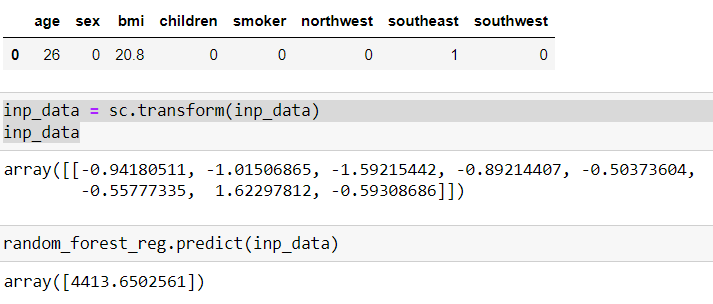 age sex bmi children smoker northwest southeast southwest
0 26 0 20.8 0 0 0 1 0
inp_data = sc.transform(inp_data)
inp_data
array([[-0.94180511, -1.01506865, -1.59215442, -0.89214407, -0.50373604,
-0.55777335, 1.62297812, -0.59308686]])
random_forest_reg.predict(inp_data)
array([4413.6502561])